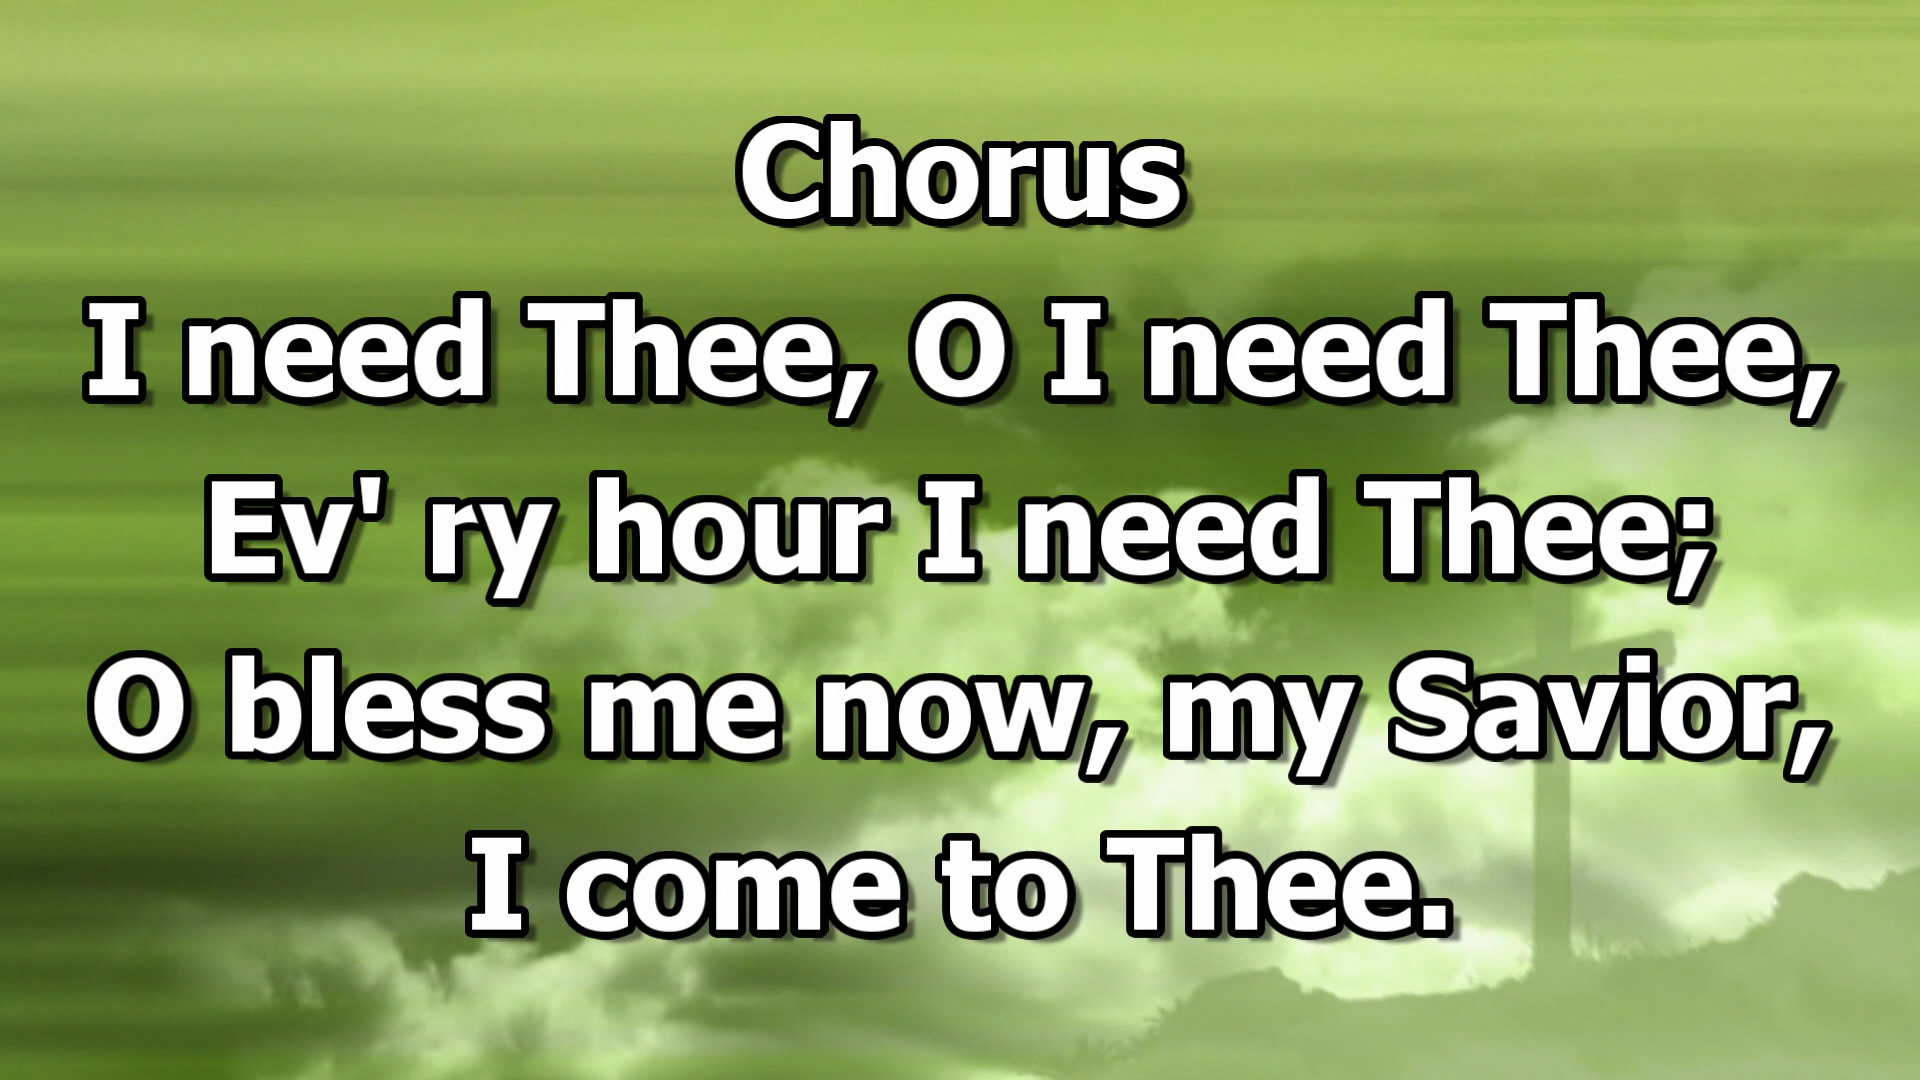 Chorus
I need Thee, O I need Thee,
Ev' ry hour I need Thee;
O bless me now, my Savior,
I come to Thee.